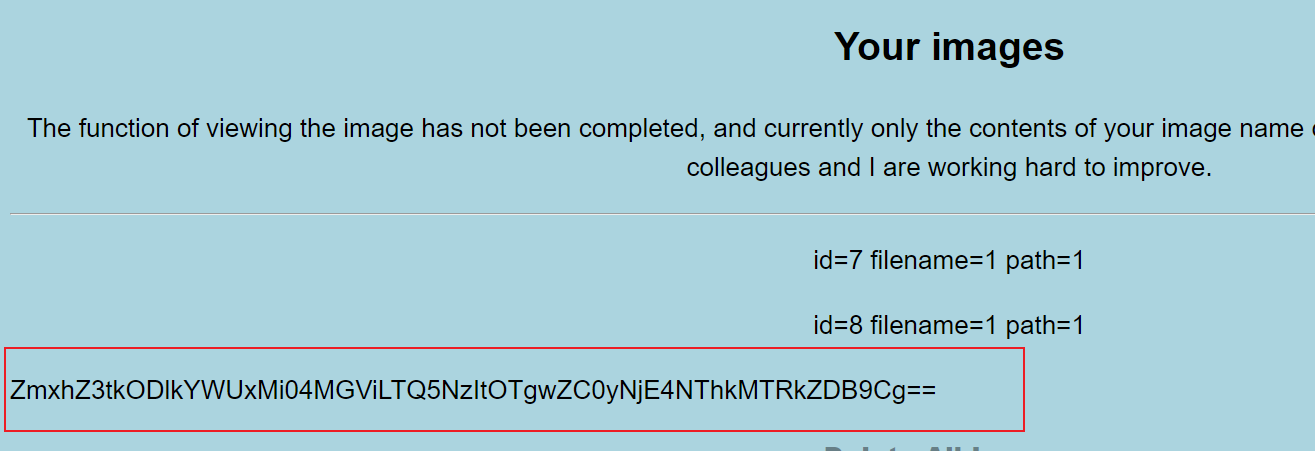 Your images
The function of viewing the image has not been completed, and currently only the contents of your image name
colleagues and I are working hard to improve.
id=7 filename=1 path=1
id=8 filename=1 path=1
ZmxhZ3tkODlkYWUxMi04MGViLTQ5NzItOTgwZC0yNjE4NThkMTRkZDB9Cg==